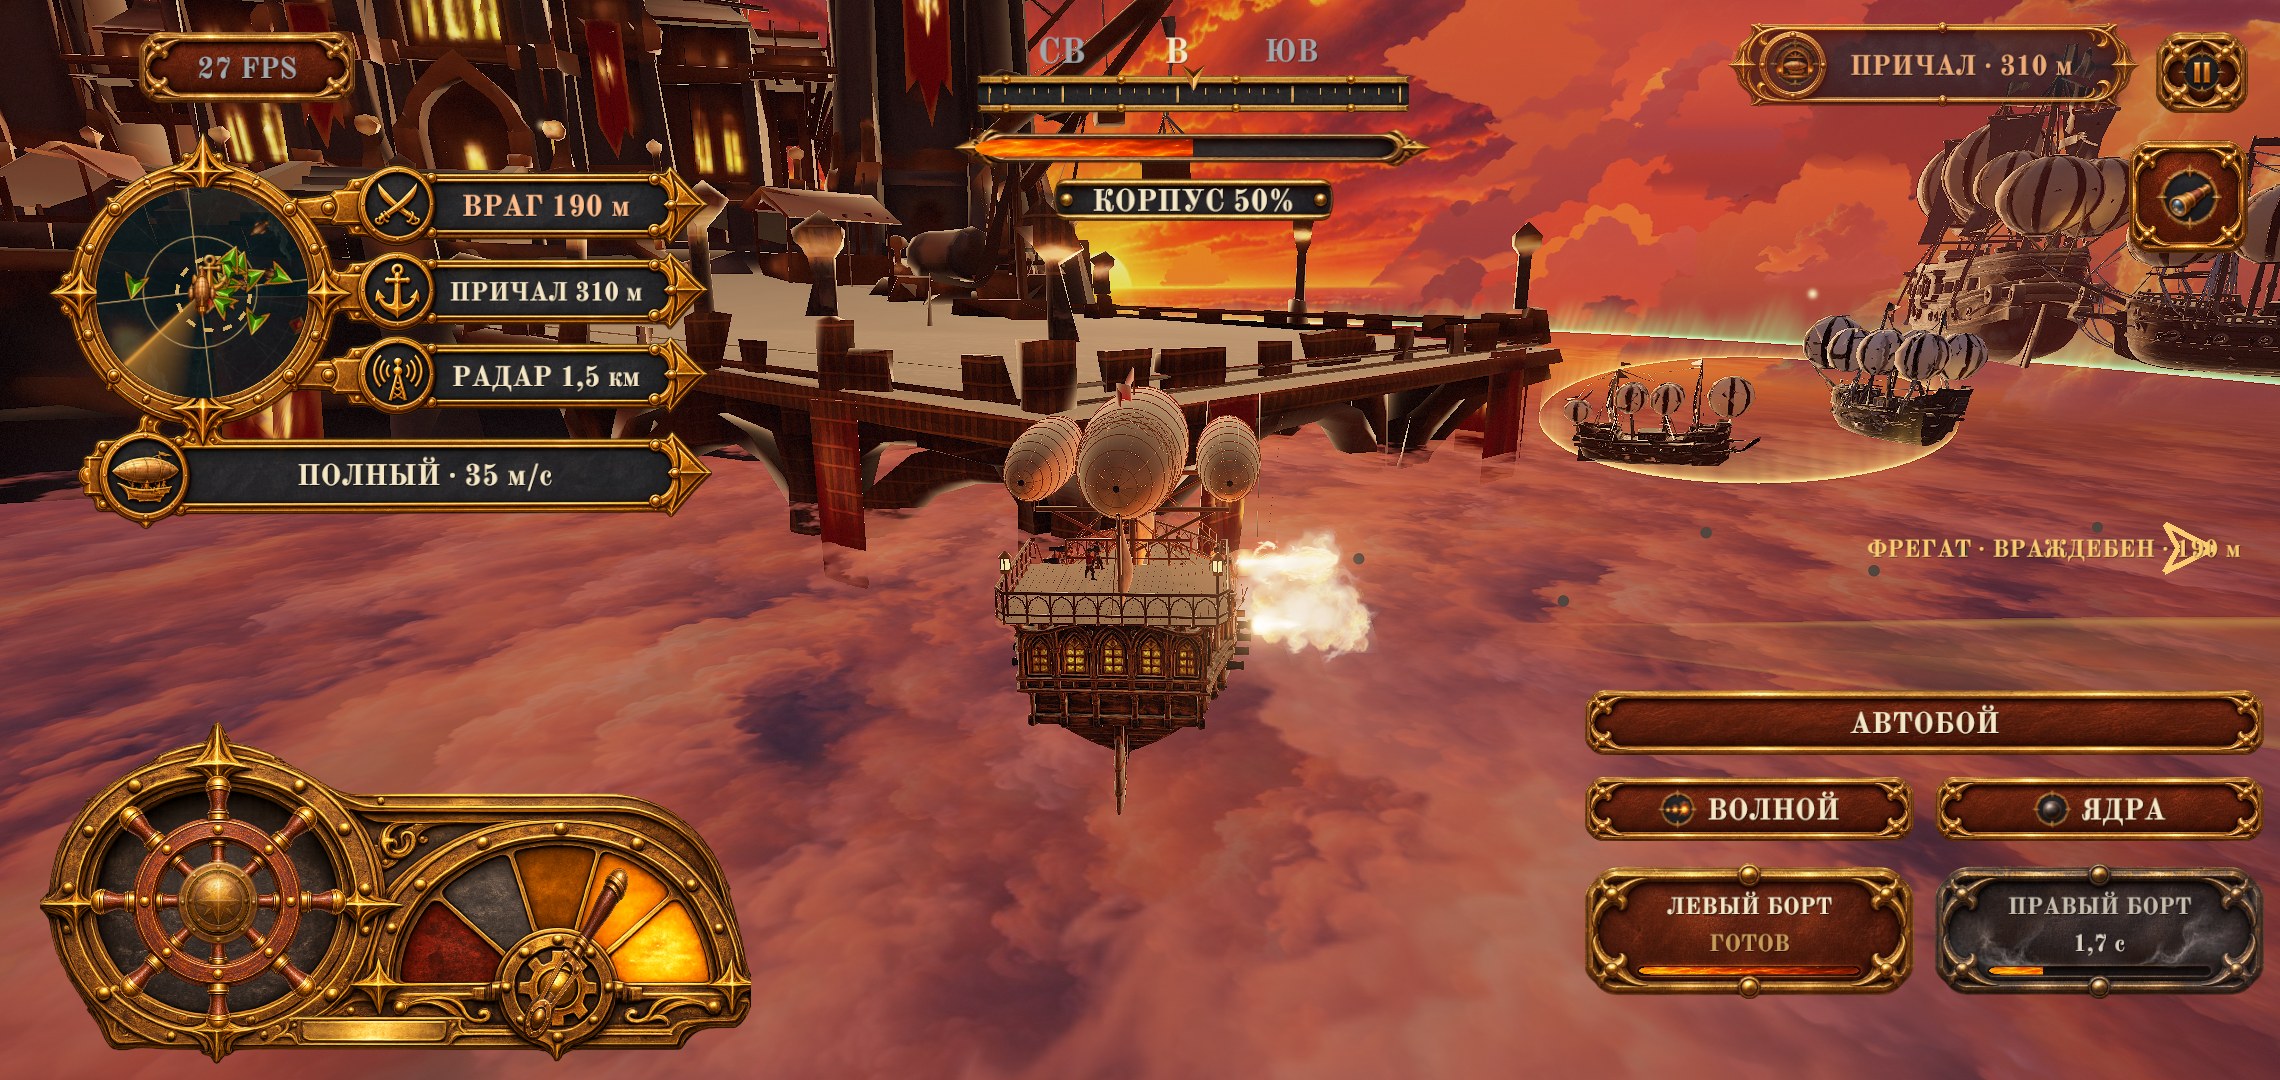 27 FPS
СВ В ЮВ
ПРИЧАЛ · 310 м
ВРАГ 190 м
КОРПУС 50%
ПРИЧАЛ 310 м
РАДАР 1,5 км
ПОЛНЫЙ · 35 м/с
ФРЕГАТ · ВРАЖДЕБЕН · 190 м
АВТОБОЙ
ВОЛНОЙ
ЯДРА
ЛЕВЫЙ БОРТ
ГОТОВ
ПРАВЫЙ БОРТ
1,7 с